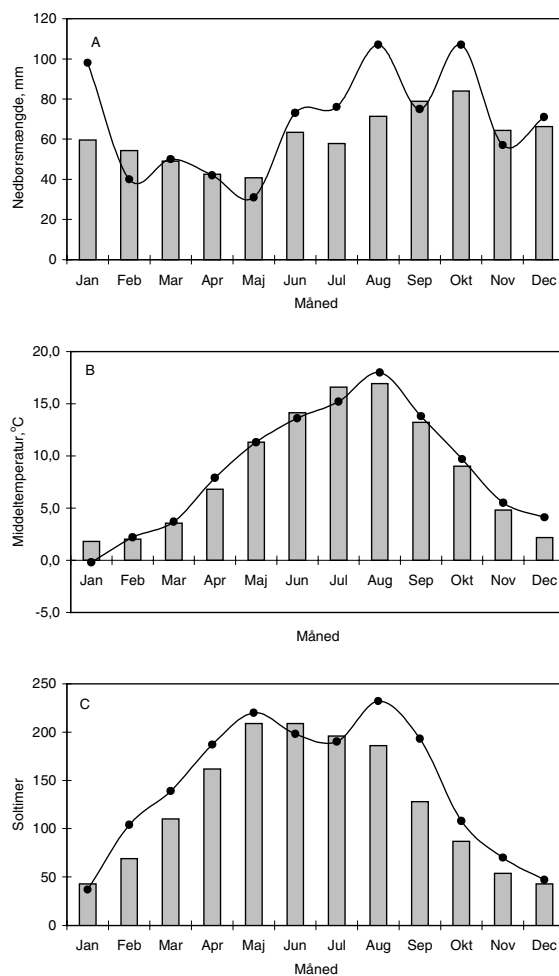 A
Nedbørsmængde, mm
120
100
80
60
40
20
0
Jan Feb Mar Apr Maj Jun Jul Aug Sep Okt Nov Dec
Måned
B
Middeltemperatur,°C
20,0
15,0
10,0
5,0
0,0
-5,0
Jan Feb Mar Apr Maj Jun Jul Aug Sep Okt Nov Dec
Måned
C
Soltimer
250
200
150
100
50
0
Jan Feb Mar Apr Maj Jun Jul Aug Sep Okt Nov Dec
Måned